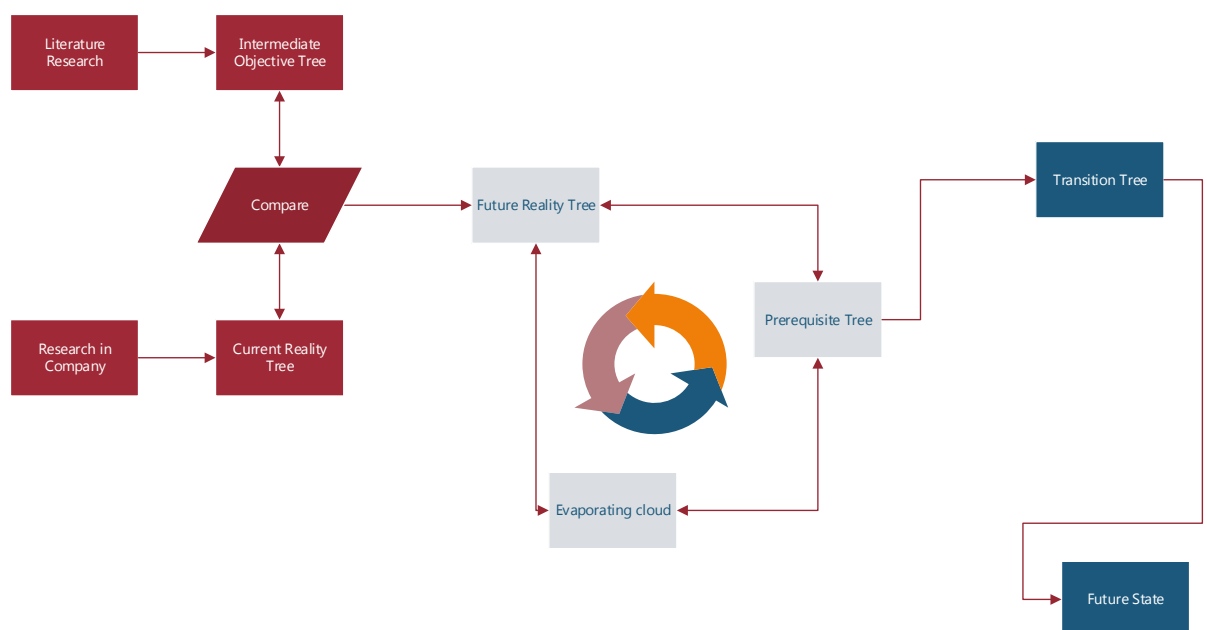 Literature
Research
Intermediate
Objective Tree
Compare
Future Reality Tree
Transition Tree
Prerequisite Tree
Research in
Company
Current Reality
Tree
Evaporating cloud
Future State